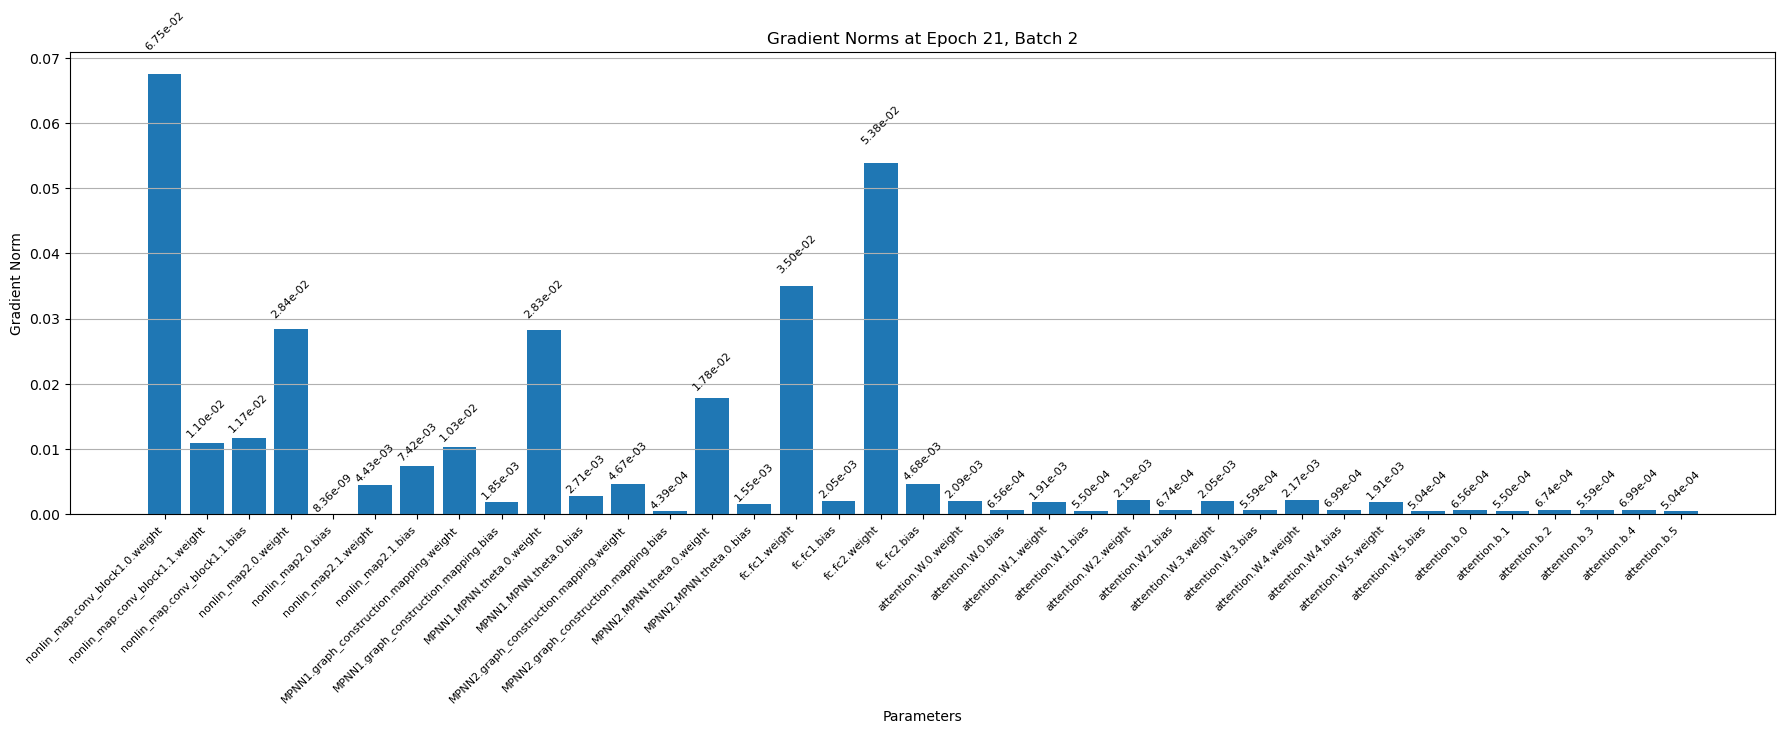 Gradient Norms at Epoch 21, Batch 2
Gradient Norm
0.07
0.06
0.05
0.04
0.03
0.02
0.01
0.00
6.75e-02
1.10e-02
1.17e-02
2.84e-02
8.36e-09
4.43e-03
7.42e-03
1.03e-02
1.85e-03
2.83e-02
2.71e-03
4.67e-03
4.39e-04
1.78e-02
1.55e-03
3.50e-02
2.05e-03
5.38e-02
4.68e-03
2.09e-03
6.56e-04
1.91e-03
5.50e-04
2.19e-03
6.74e-04
2.05e-03
5.59e-04
2.17e-03
6.99e-04
1.91e-03
5.04e-04
6.56e-04
5.50e-04
6.74e-04
5.59e-04
6.99e-04
5.04e-04
nonlin_map.conv_block1.0.weight
nonlin_map.conv_block1.1.weight
nonlin_map.conv_block1.1.bias
nonlin_map2.0.weight
nonlin_map2.0.bias
nonlin_map2.1.weight
nonlin_map2.1.bias
MPNN1.graph_construction.mapping.weight
MPNN1.graph_construction.mapping.bias
MPNN1.MPNN.theta.0.weight
MPNN1.MPNN.theta.0.bias
MPNN2.graph_construction.mapping.weight
MPNN2.graph_construction.mapping.bias
MPNN2.MPNN.theta.0.weight
MPNN2.MPNN.theta.0.bias
fc.fc1.weight
fc.fc1.bias
fc.fc2.weight
fc.fc2.bias
attention.W.0.weight
attention.W.0.bias
attention.W.1.weight
attention.W.1.bias
attention.W.2.weight
attention.W.2.bias
attention.W.3.weight
attention.W.3.bias
attention.W.4.weight
attention.W.4.bias
attention.W.5.weight
attention.W.5.bias
attention.b.0
attention.b.1
attention.b.2
attention.b.3
attention.b.4
attention.b.5
Parameters